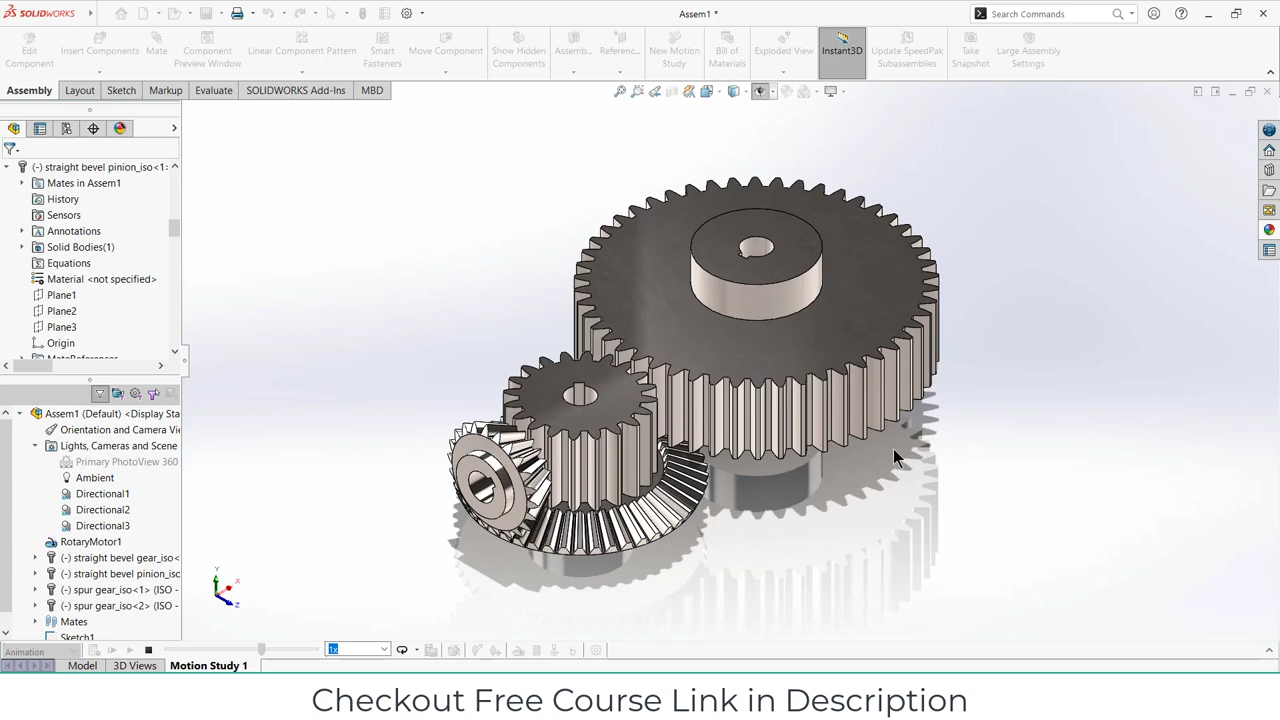 SOLIDWORKS
Assem1 *
Search Commands
Edit Component
Insert Components
Mate
Component Preview Window
Linear Component Pattern
Smart Fasteners
Move Component
Show Hidden Components
Assemb...
Referenc...
New Motion Study
Bill of Materials
Exploded View
Instant3D
Update SpeedPak Subassemblies
Take Snapshot
Large Assembly Settings
Assembly
Layout
Sketch
Markup
Evaluate
SOLIDWORKS Add-Ins
MBD
(-) straight bevel pinion_iso<1>
Mates in Assem1
History
Sensors
Annotations
Solid Bodies(1)
Equations
Material <not specified>
Plane1
Plane2
Plane3
Origin
MateReferences
Assem1 (Default) <Display Sta
Orientation and Camera Vi
Lights, Cameras and Scene
Primary PhotoView 360
Ambient
Directional1
Directional2
Directional3
RotaryMotor1
(-) straight bevel gear_iso<
(-) straight bevel pinion_iso
(-) spur gear_iso<1> (ISO -
(-) spur gear_iso<2> (ISO -
Mates
Sketch1
Y
X
Z
Animation
1x
Model
3D Views
Motion Study 1
Checkout Free Course Link in Description